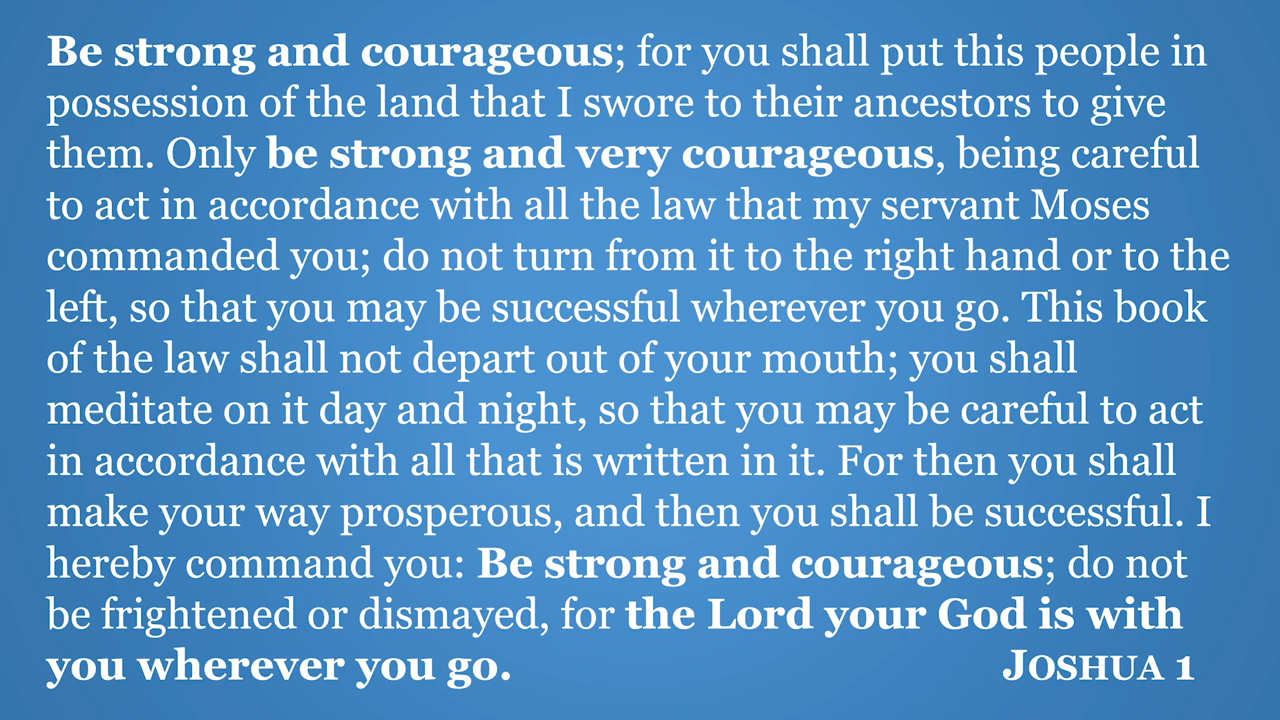 Be strong and courageous; for you shall put this people in
possession of the land that I swore to their ancestors to give
them. Only be strong and very courageous, being careful
to act in accordance with all the law that my servant Moses
commanded you; do not turn from it to the right hand or to the
left, so that you may be successful wherever you go. This book
of the law shall not depart out of your mouth; you shall
meditate on it day and night, so that you may be careful to act
in accordance with all that is written in it. For then you shall
make your way prosperous, and then you shall be successful. I
hereby command you: Be strong and courageous; do not
be frightened or dismayed, for the Lord your God is with
you wherever you go. JOSHUA 1